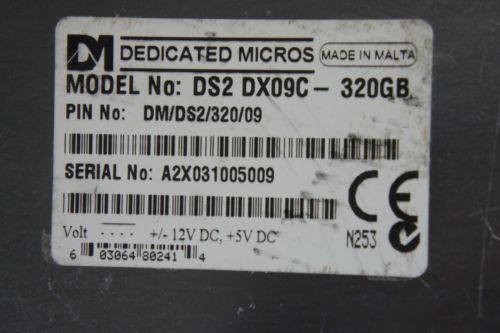 DM DEDICATED MICROS MADE IN MALTA
MODEL No: DS2 DX09C - 320GB
PIN No: DM/DS2/320/09
SERIAL No: A2X031005009
Volt ---- +/- 12V DC, +5V DC N253
6 03064 80241 4
CE